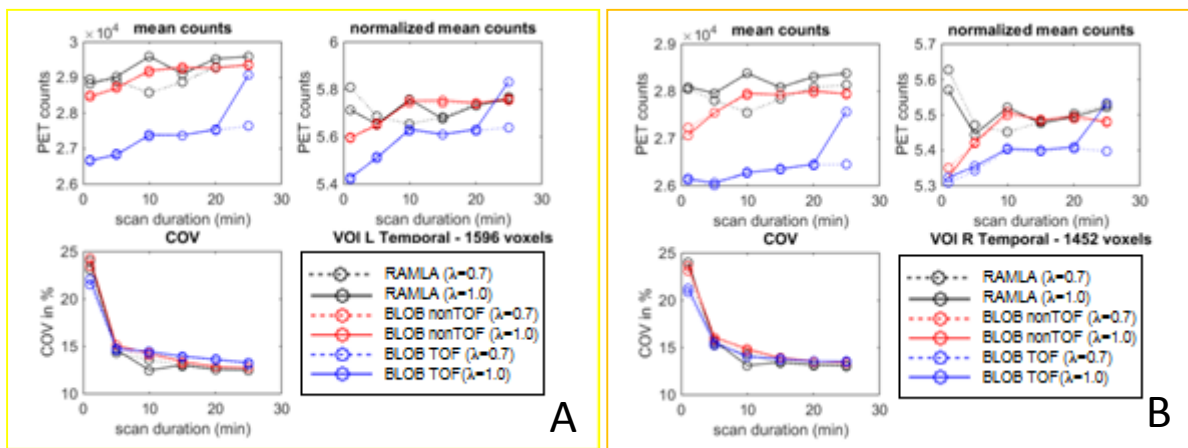 mean counts
normalized mean counts
× 10⁴
3
2.9
2.8
2.7
2.6
PET counts
0 10 20 30
scan duration (min)
6
5.8
5.6
5.4
PET counts
0 10 20 30
scan duration (min)
COV
25
20
15
10
COV in %
0 10 20 30
scan duration (min)
VOI L Temporal - 1596 voxels
RAMLA (λ=0.7)
RAMLA (λ=1.0)
BLOB nonTOF (λ=0.7)
BLOB nonTOF (λ=1.0)
BLOB TOF (λ=0.7)
BLOB TOF(λ=1.0)
A
mean counts
normalized mean counts
× 10⁴
2.9
2.8
2.7
2.6
PET counts
0 10 20 30
scan duration (min)
5.7
5.6
5.5
5.4
5.3
PET counts
0 10 20 30
scan duration (min)
COV
25
20
15
10
COV in %
0 10 20 30
scan duration (min)
VOI R Temporal - 1452 voxels
RAMLA (λ=0.7)
RAMLA (λ=1.0)
BLOB nonTOF (λ=0.7)
BLOB nonTOF (λ=1.0)
BLOB TOF (λ=0.7)
BLOB TOF(λ=1.0)
B